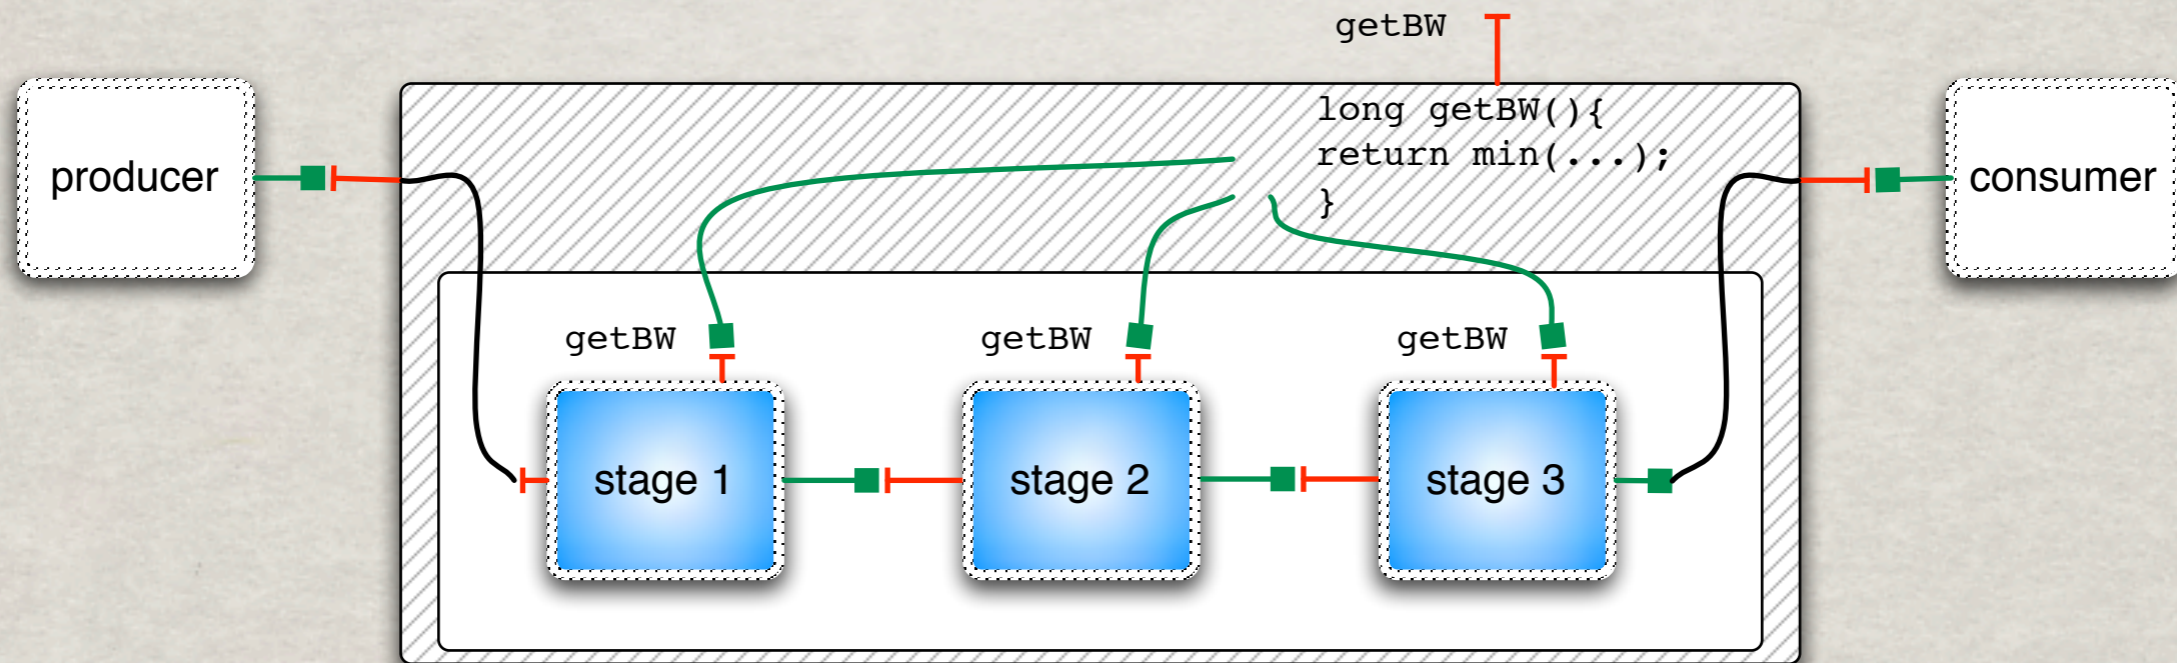 getBW
long getBW(){
return min(...);
}
producer
consumer
getBW
getBW
getBW
stage 1
stage 2
stage 3